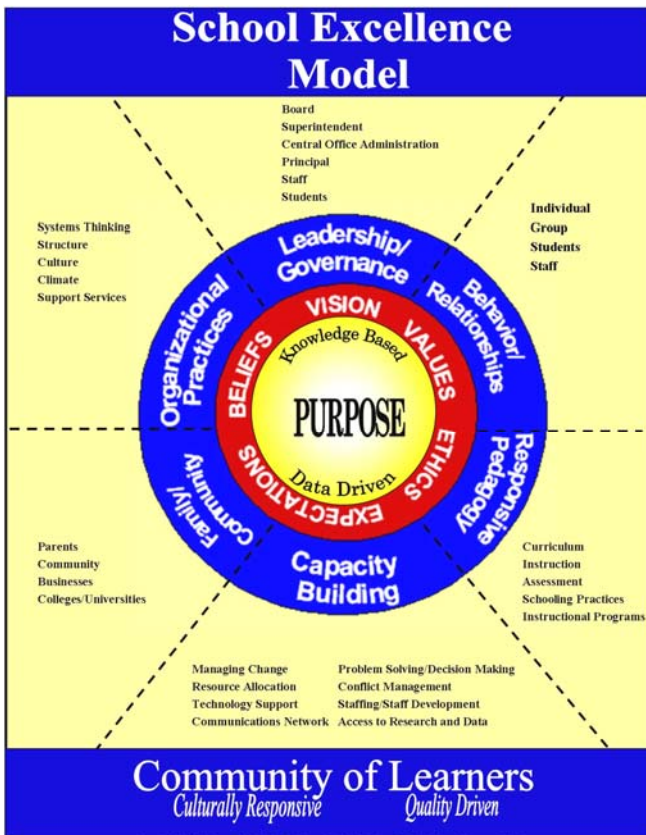 School Excellence
Model
Board
Superintendent
Central Office Administration
Principal
Staff
Students
Systems Thinking
Structure
Culture
Climate
Support Services
Individual
Group
Students
Staff
Leadership/
Governance
Behavior/
Relationships
Responsive
Pedagogy
Capacity
Building
Family/
Community
Organizational
Practices
VISION
VALUES
ETHICS
EXPECTATIONS
BELIEFS
Knowledge Based
PURPOSE
Data Driven
Parents
Community
Businesses
Colleges/Universities
Curriculum
Instruction
Assessment
Schooling Practices
Instructional Programs
Managing Change
Resource Allocation
Technology Support
Communications Network
Problem Solving/Decision Making
Conflict Management
Staffing/Staff Development
Access to Research and Data
Community of Learners
Culturally Responsive Quality Driven